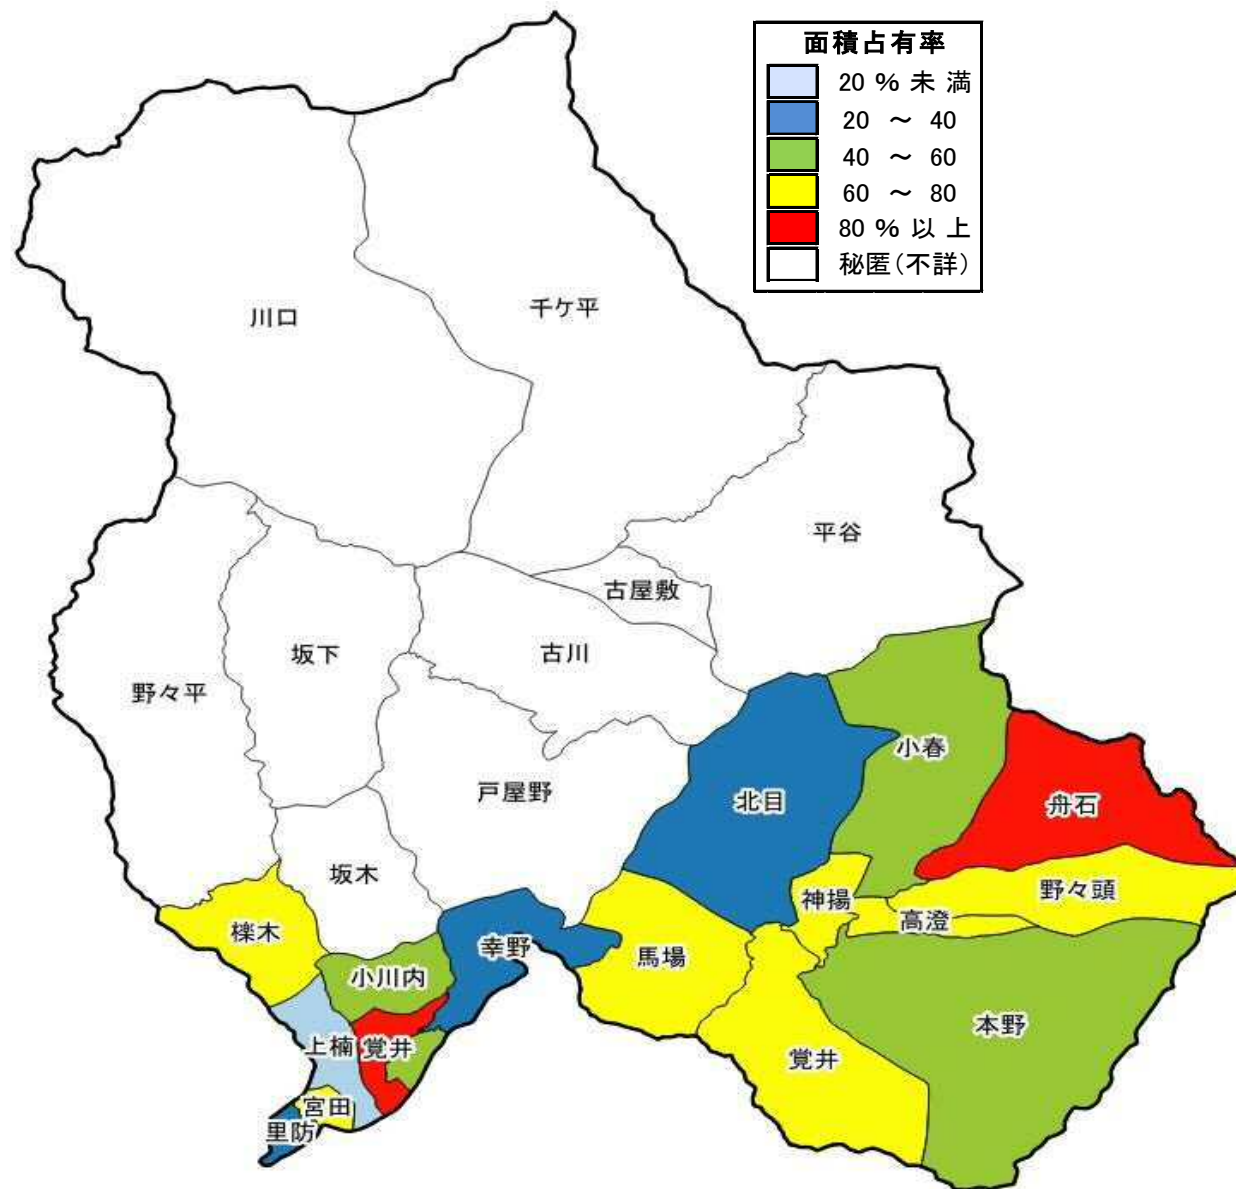 面積占有率
20 % 未 満
20 ～ 40
40 ～ 60
60 ～ 80
80 % 以 上
秘匿(不詳)
川口
千ケ平
平谷
古屋敷
古川
坂下
野々平
小春
戸屋野
北目
舟石
坂木
野々頭
神揚
高澄
檪木
幸野
馬場
小川内
本野
上楠
覚井
覚井
宮田
里防